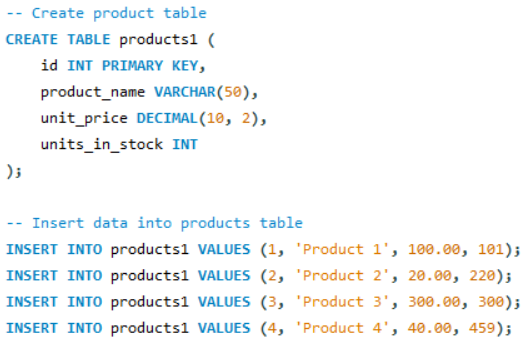 -- Create product table
CREATE TABLE products1 (
    id INT PRIMARY KEY,
    product_name VARCHAR(50),
    unit_price DECIMAL(10, 2),
    units_in_stock INT
);

-- Insert data into products table
INSERT INTO products1 VALUES (1, 'Product 1', 100.00, 101);
INSERT INTO products1 VALUES (2, 'Product 2', 20.00, 220);
INSERT INTO products1 VALUES (3, 'Product 3', 300.00, 300);
INSERT INTO products1 VALUES (4, 'Product 4', 40.00, 459);